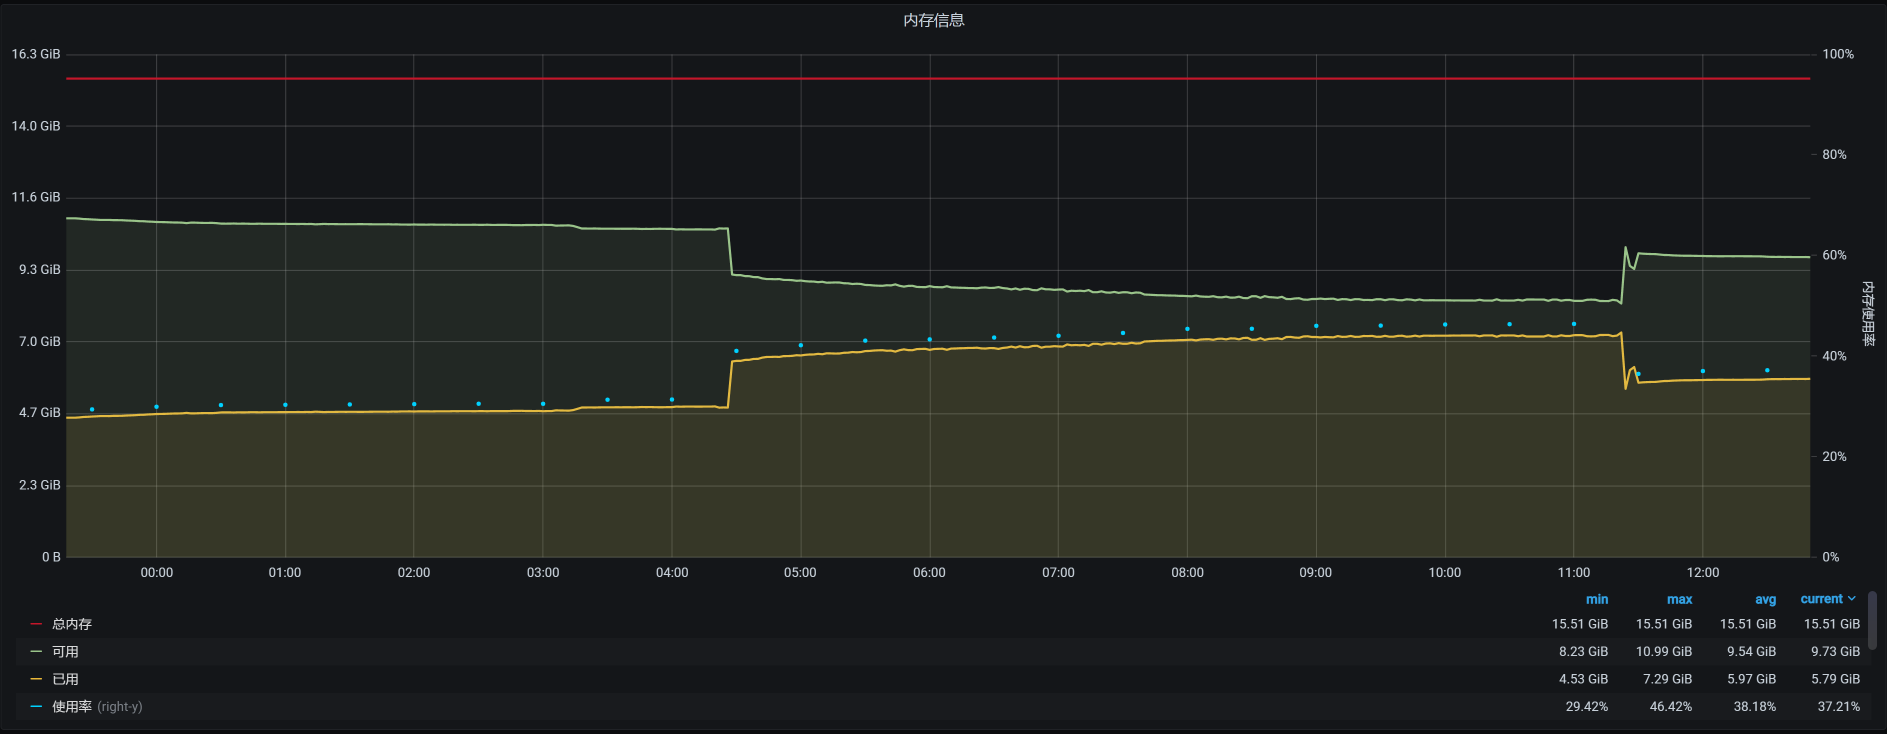 内存信息
16.3 GiB
14.0 GiB
11.6 GiB
9.3 GiB
7.0 GiB
4.7 GiB
2.3 GiB
0 B
100%
80%
60%
40%
20%
0%
内存使用率
00:00 01:00 02:00 03:00 04:00 05:00 06:00 07:00 08:00 09:00 10:00 11:00 12:00
min max avg current
总内存 15.51 GiB 15.51 GiB 15.51 GiB 15.51 GiB
可用 8.23 GiB 10.99 GiB 9.54 GiB 9.73 GiB
已用 4.53 GiB 7.29 GiB 5.97 GiB 5.79 GiB
使用率 (right-y) 29.42% 46.42% 38.18% 37.21%